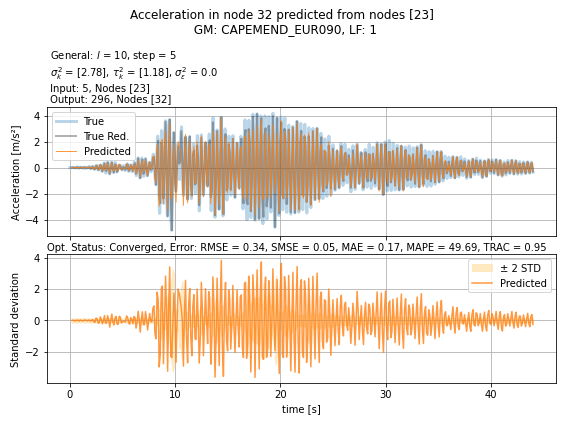 Acceleration in node 32 predicted from nodes [23]
GM: CAPEMEND_EUR090, LF: 1
General: l = 10, step = 5
σ²ₖ = [2.78], τ²ₖ = [1.18], σ²ε = 0.0
Input: 5, Nodes [23]
Output: 296, Nodes [32]
4
2
0
−2
−4
Acceleration [m/s²]
True
True Red.
Predicted
Opt. Status: Converged, Error: RMSE = 0.34, SMSE = 0.05, MAE = 0.17, MAPE = 49.69, TRAC = 0.95
4
2
0
−2
Standard deviation
± 2 STD
Predicted
0
10
20
30
40
time [s]